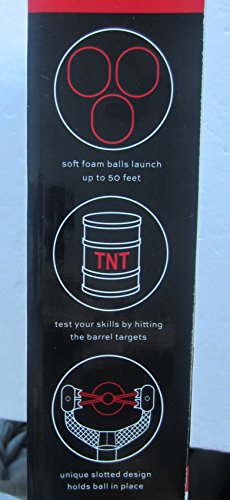 soft foam balls launch
up to 50 feet
TNT
test your skills by hitting
the barrel targets
unique slotted design
holds ball in place